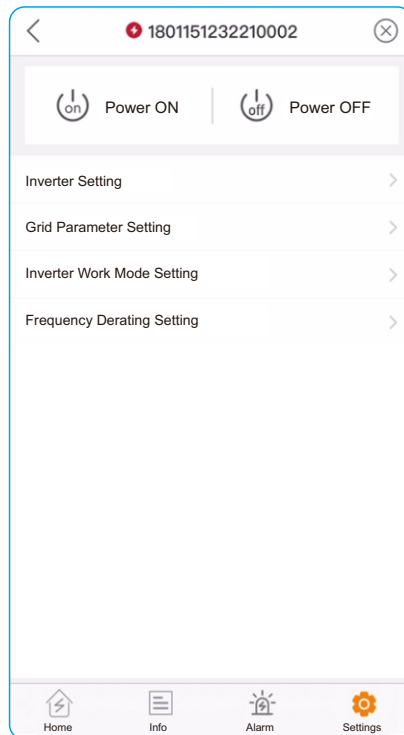 1801151232210002
on Power ON off Power OFF
Inverter Setting
Grid Parameter Setting
Inverter Work Mode Setting
Frequency Derating Setting
Home Info Alarm Settings